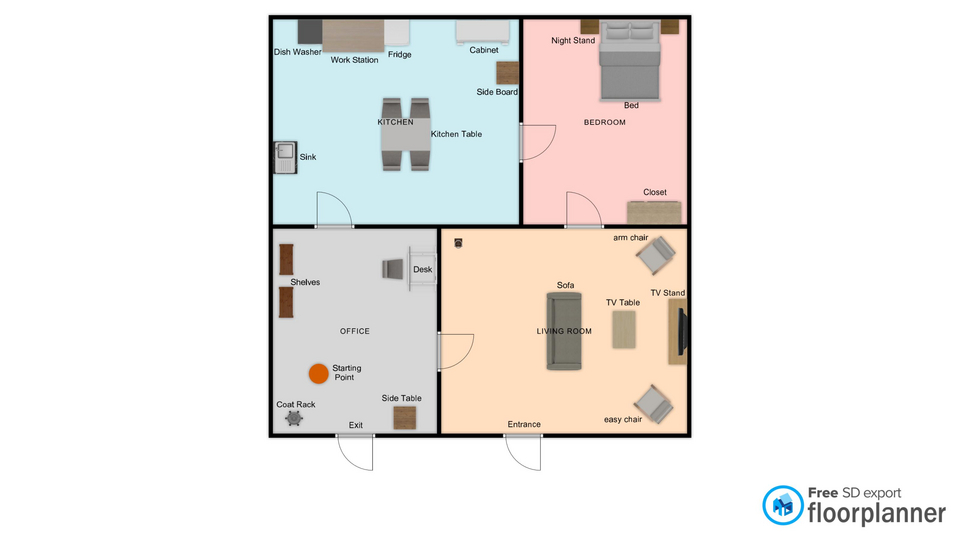 Dish Washer
Work Station
Fridge
Cabinet
Side Board
KITCHEN
Kitchen Table
Sink
Night Stand
Bed
BEDROOM
Closet
Shelves
Desk
OFFICE
Starting
Point
Coat Rack
Side Table
Exit
arm chair
Sofa
TV Stand
TV Table
LIVING ROOM
easy chair
Entrance
Free SD export
floorplanner